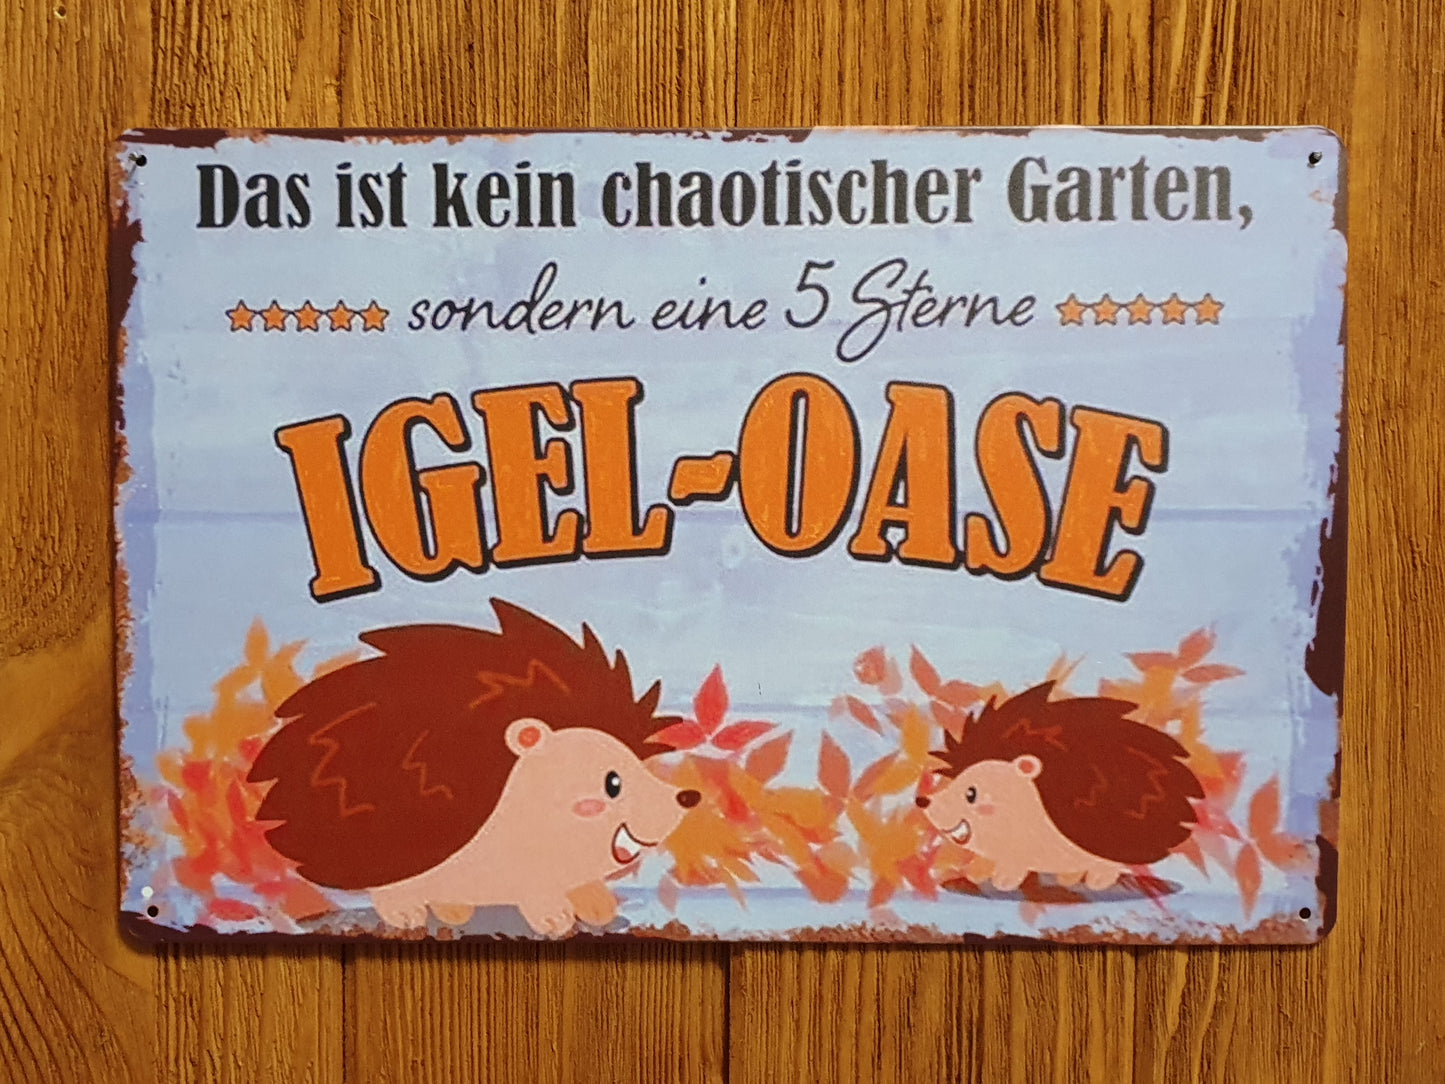 Das ist kein chaotischer Garten,
sondern eine 5 Sterne
IGEL-OASE